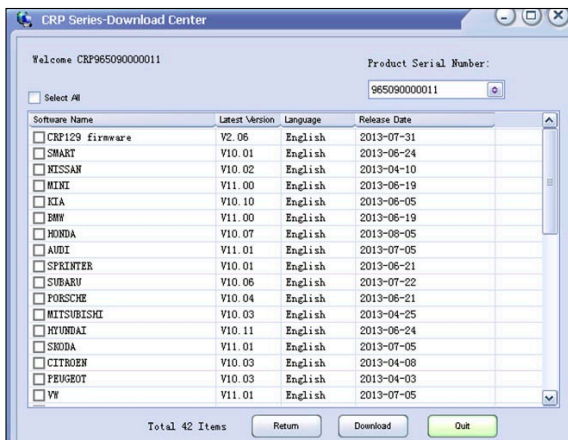 CRP Series-Download Center
Welcome CRP965090000011
Product Serial Number:
965090000011
Select All
Software Name Latest Version Language Release Date
CRP129 firmware V2.06 English 2013-07-31
SMART V10.01 English 2013-06-24
NISSAN V10.02 English 2013-04-10
MINI V11.00 English 2013-06-19
KIA V10.10 English 2013-06-05
BMW V11.00 English 2013-06-19
HONDA V10.07 English 2013-08-05
AUDI V11.01 English 2013-07-05
SPRINTER V10.01 English 2013-06-21
SUBARU V10.06 English 2013-07-22
PORSCHE V10.04 English 2013-06-21
MITSUBISHI V10.03 English 2013-04-25
HYUNDAI V10.11 English 2013-06-24
SKODA V11.01 English 2013-07-05
CITROEN V10.03 English 2013-04-08
PEUGEOT V10.03 English 2013-04-03
VW V11.01 English 2013-07-05
Total 42 Items Return Download Quit